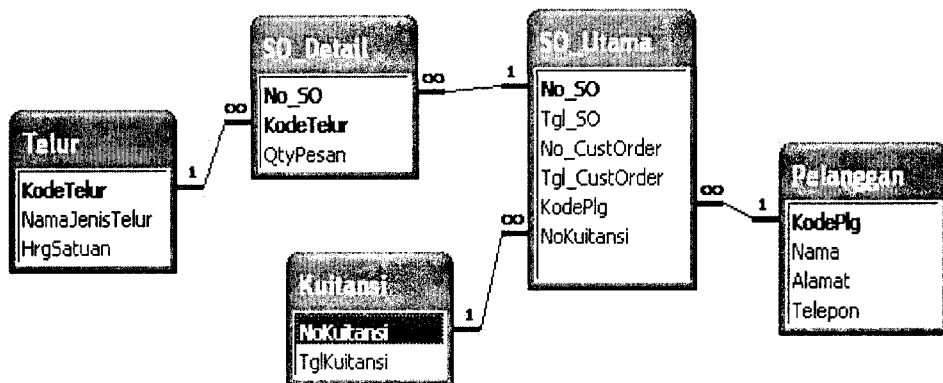 SO_Detail
No_SO
KodeTelur
QtyPesan
SO_Utama
No_SO
Tgl_SO
No_CustOrder
Tgl_CustOrder
KodePlg
NoKuitansi
Telur
KodeTelur
NamaJenisTelur
HrgSatuan
Pelanggan
KodePlg
Nama
Alamat
Telepon
Kuitansi
NoKuitansi
TglKuitansi
1
∞
∞
1
1
∞
∞
1